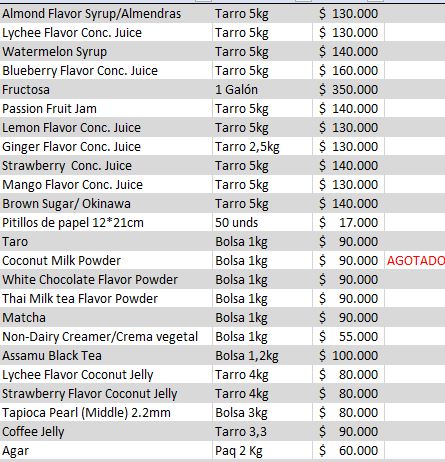 Almond Flavor Syrup/Almendras Tarro 5kg $ 130.000
Lychee Flavor Conc. Juice Tarro 5kg $ 130.000
Watermelon Syrup Tarro 5kg $ 140.000
Blueberry Flavor Conc. Juice Tarro 5kg $ 160.000
Fructosa 1 Galón $ 350.000
Passion Fruit Jam Tarro 5kg $ 140.000
Lemon Flavor Conc. Juice Tarro 5kg $ 130.000
Ginger Flavor Conc. Juice Tarro 2,5kg $ 130.000
Strawberry Conc. Juice Tarro 5kg $ 140.000
Mango Flavor Conc. Juice Tarro 5kg $ 130.000
Brown Sugar/ Okinawa Tarro 5kg $ 140.000
Pitillos de papel 12*21cm 50 unds $ 17.000
Taro Bolsa 1kg $ 90.000
Coconut Milk Powder Bolsa 1kg $ 90.000 AGOTADO
White Chocolate Flavor Powder Bolsa 1kg $ 90.000
Thai Milk tea Flavor Powder Bolsa 1kg $ 90.000
Matcha Bolsa 1kg $ 90.000
Non-Dairy Creamer/Crema vegetal Bolsa 1kg $ 55.000
Assamu Black Tea Bolsa 1,2kg $ 100.000
Lychee Flavor Coconut Jelly Tarro 4kg $ 80.000
Strawberry Flavor Coconut Jelly Tarro 4kg $ 80.000
Tapioca Pearl (Middle) 2.2mm Bolsa 3kg $ 80.000
Coffee Jelly Tarro 3,3 $ 90.000
Agar Paq 2 Kg $ 60.000